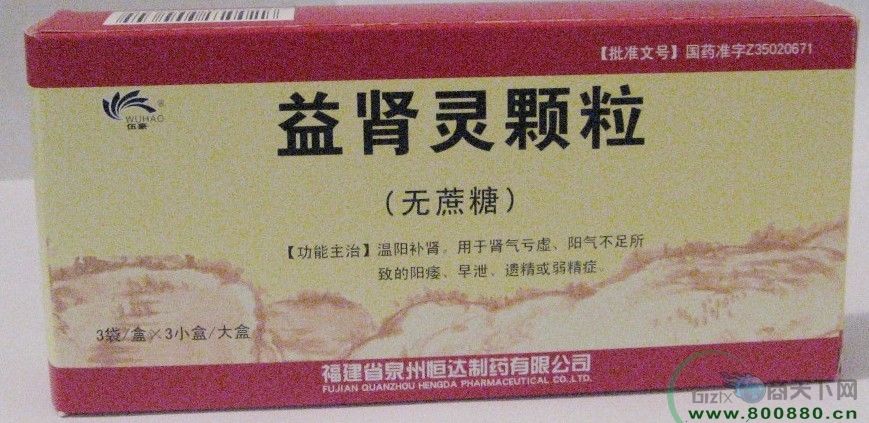 【批准文号】国药准字Z35020671
WUHAO ®
伍豪
益肾灵颗粒
(无蔗糖)
【功能主治】温阳补肾。用于肾气亏虚、阳气不足所
致的阳痿、早泄、遗精或弱精症。
3袋/盒×3小盒/大盒
福建省泉州恒达制药有限公司
FUJIAN QUANZHOU HENGDA PHARMACEUTICAL CO.,LTD.
Gizlx 商天下网
www.800880.cn